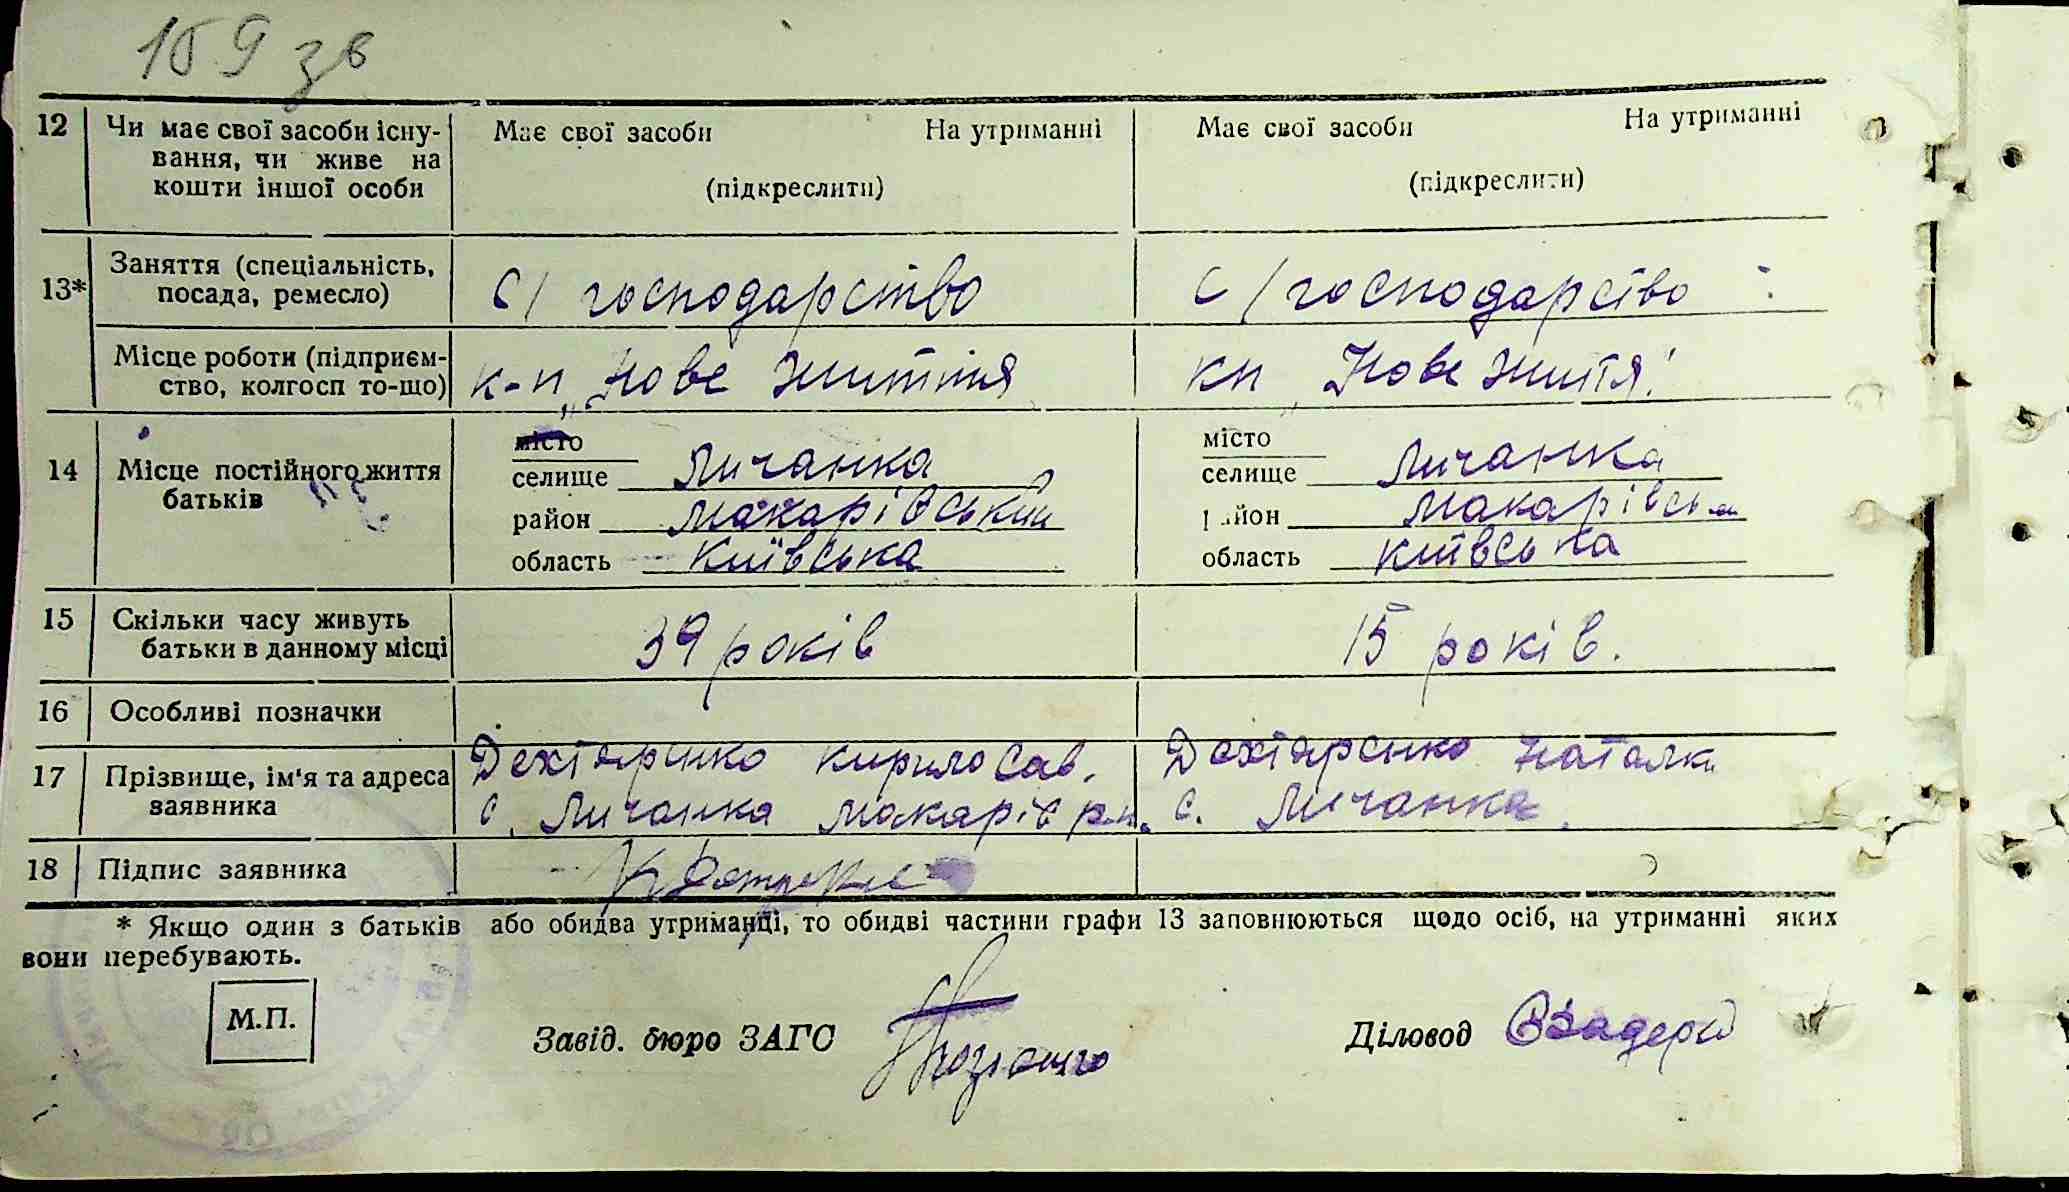 159 зв
12 Чи має свої засоби існу- Має свої засоби На утриманні Має свої засоби На утриманні
вання, чи живе на
кошти іншої особи (підкреслити) (підкреслити)
13* Заняття (спеціальність, посада, ремесло) с/господарство с/господарство
Місце роботи (підприєм-
ство, колгосп то-що) к-п „Нове життя кп „Нове життя"
14 Місце постійного життя
батьків
місто місто
селище Личанка селище Личанка
район Макарівський район Макарівськ
область Київська область Київська
15 Скільки часу живуть
батьки в данному місці 39 років 15 років.
16 Особливі позначки
17 Прізвище, ім'я та адреса Дехтяренко Кирило Сав. Дехтяренко Наталк
заявника с. Личанка Макарів р-н. с. Личанка
18 Підпис заявника
* Якщо один з батьків або обидва утриманці, то обидві частини графи 13 заповнюються щодо осіб, на утриманні яких
вони перебувають.
М.П.
Завід. бюро ЗАГС Діловод